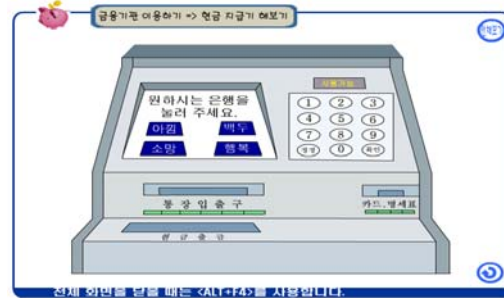 금융기관 이용하기 => 현금 지급기 해보기
사용가능
원하시는 은행을
눌러 주세요.
아낌 백두
소망 행복
1 2 3
4 5 6
7 8 9
정정 0 확인
통장입출구
카드, 명세표
현금출금
전체 화면을 닫을 때는 <ALT+F4>를 사용합니다.